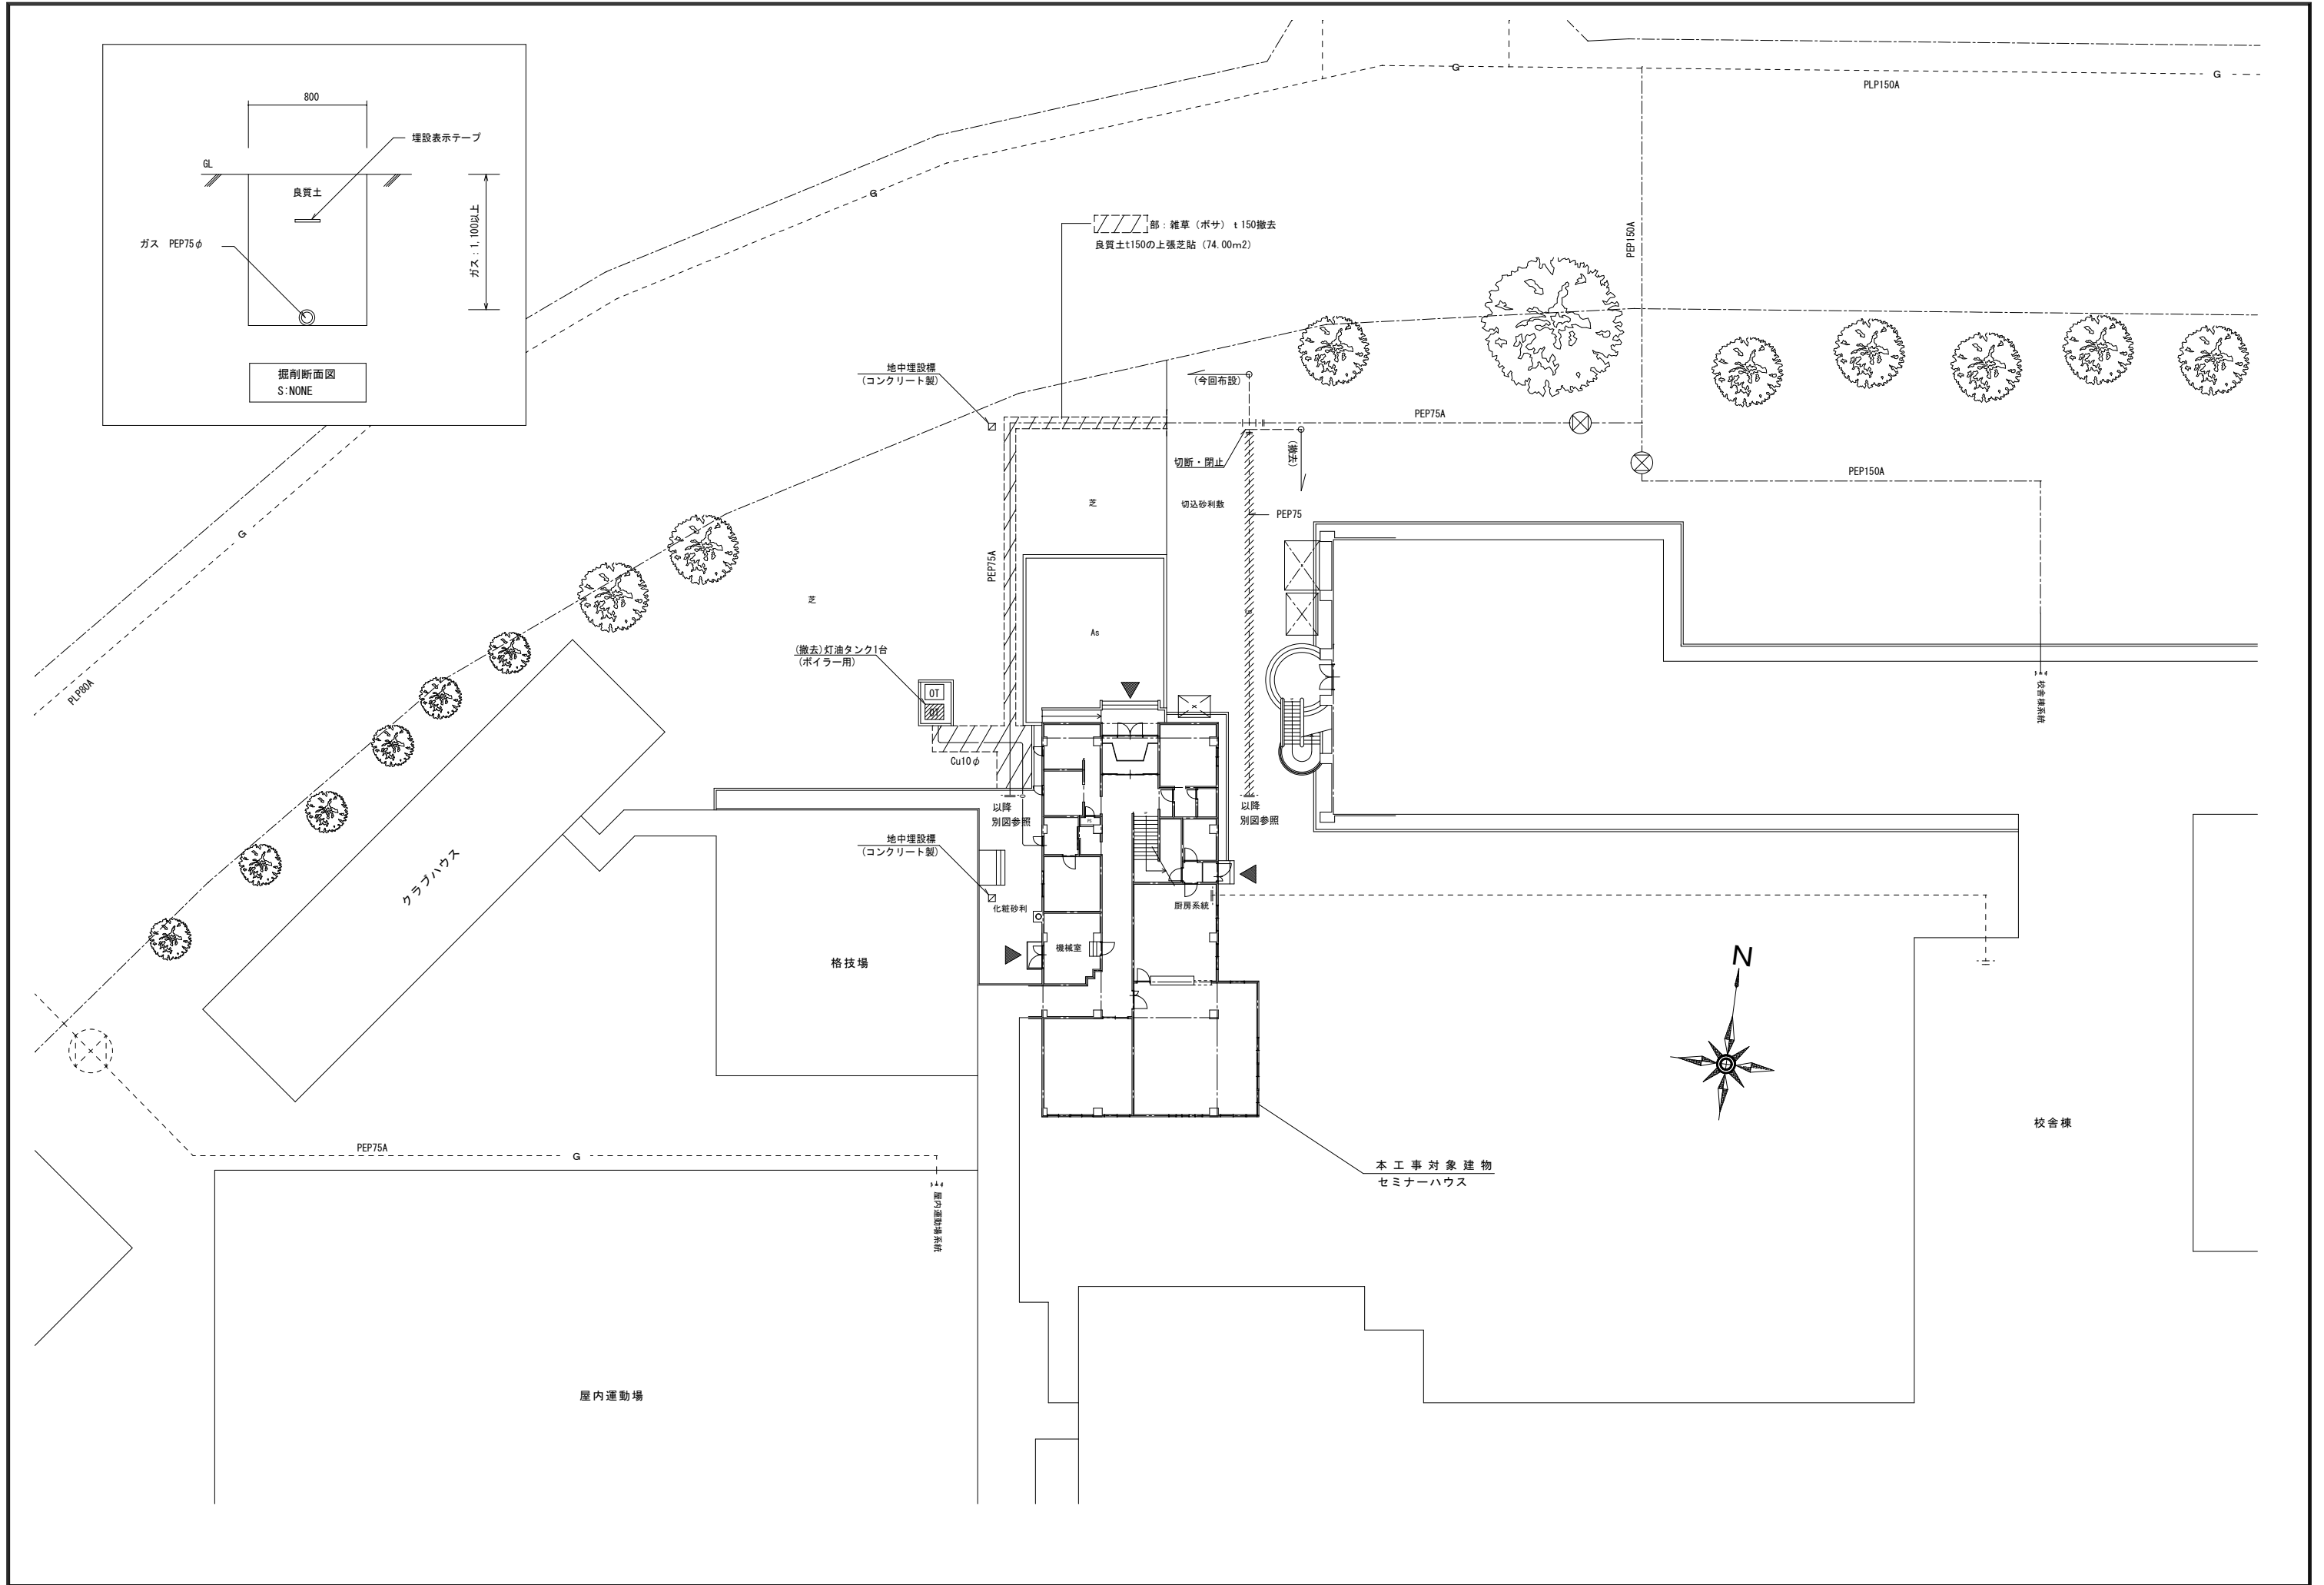 G
G
PLP150A
800
埋設表示テープ
GL
良質土
ガス：1,100以上
ガス PEP75φ
掘削断面図
S:NONE
G
部：雑草（ボサ） t 150撤去
良質土t150の上張芝貼（74.00m2）
PEP150A
地中埋設標
（コンクリート製）
（今回布設）
PEP75A
（撤去）
切断・閉止
PEP150A
芝
切込砂利敷
PEP75
G
PEP75A
芝
As
G
（撤去）灯油タンク1台
（ボイラー用）
OT
OT
PLP80A
校舎棟系統
Cu10φ
以降
別図参照
以降
別図参照
地中埋設標
（コンクリート製）
クラブハウス
化粧砂利
厨房系統
機械室
格技場
N
校舎棟
PEP75A
G
本工事対象建物
セミナーハウス
屋内運動場系統
屋内運動場